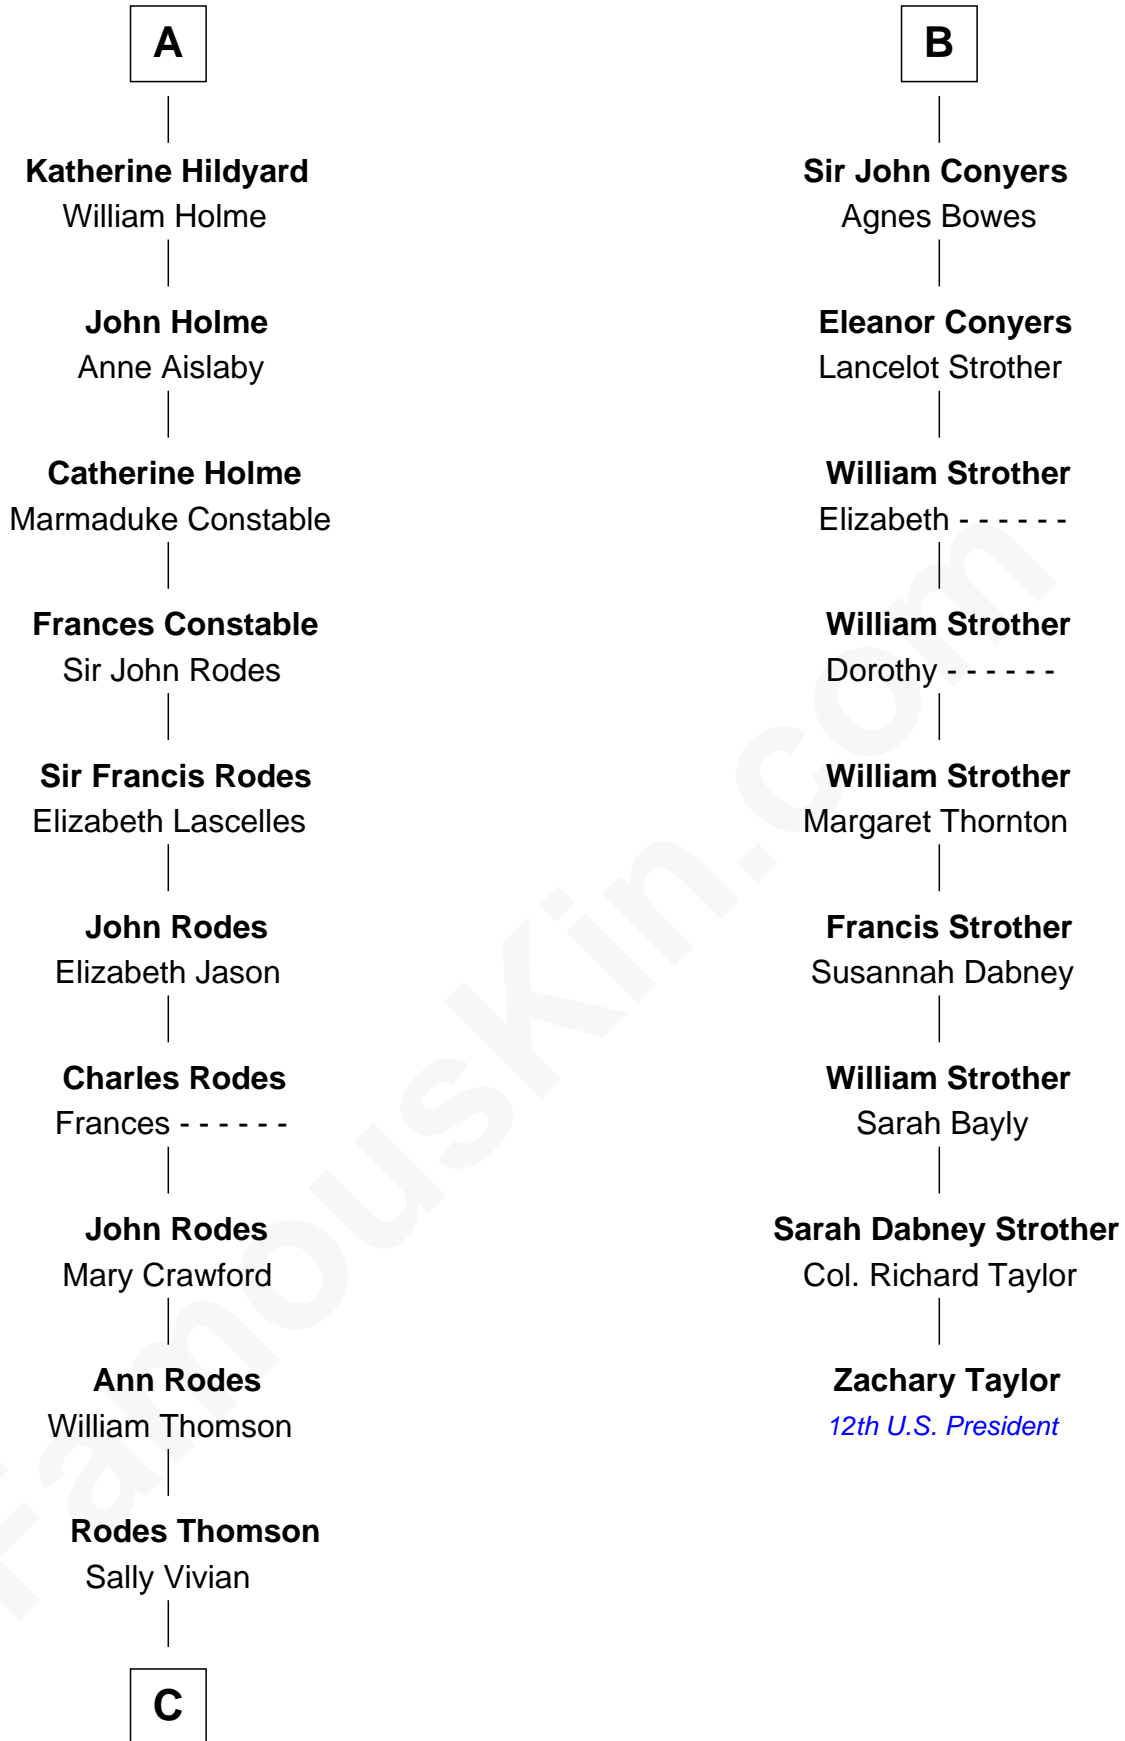 A
Katherine Hildyard
William Holme
John Holme
Anne Aislaby
Catherine Holme
Marmaduke Constable
Frances Constable
Sir John Rodes
Sir Francis Rodes
Elizabeth Lascelles
John Rodes
Elizabeth Jason
Charles Rodes
Frances - - - - - -
John Rodes
Mary Crawford
Ann Rodes
William Thomson
Rodes Thomson
Sally Vivian
C
B
Sir John Conyers
Agnes Bowes
Eleanor Conyers
Lancelot Strother
William Strother
Elizabeth - - - - - -
William Strother
Dorothy - - - - - -
William Strother
Margaret Thornton
Francis Strother
Susannah Dabney
William Strother
Sarah Bayly
Sarah Dabney Strother
Col. Richard Taylor
Zachary Taylor
12th U.S. President
FamousKin.com